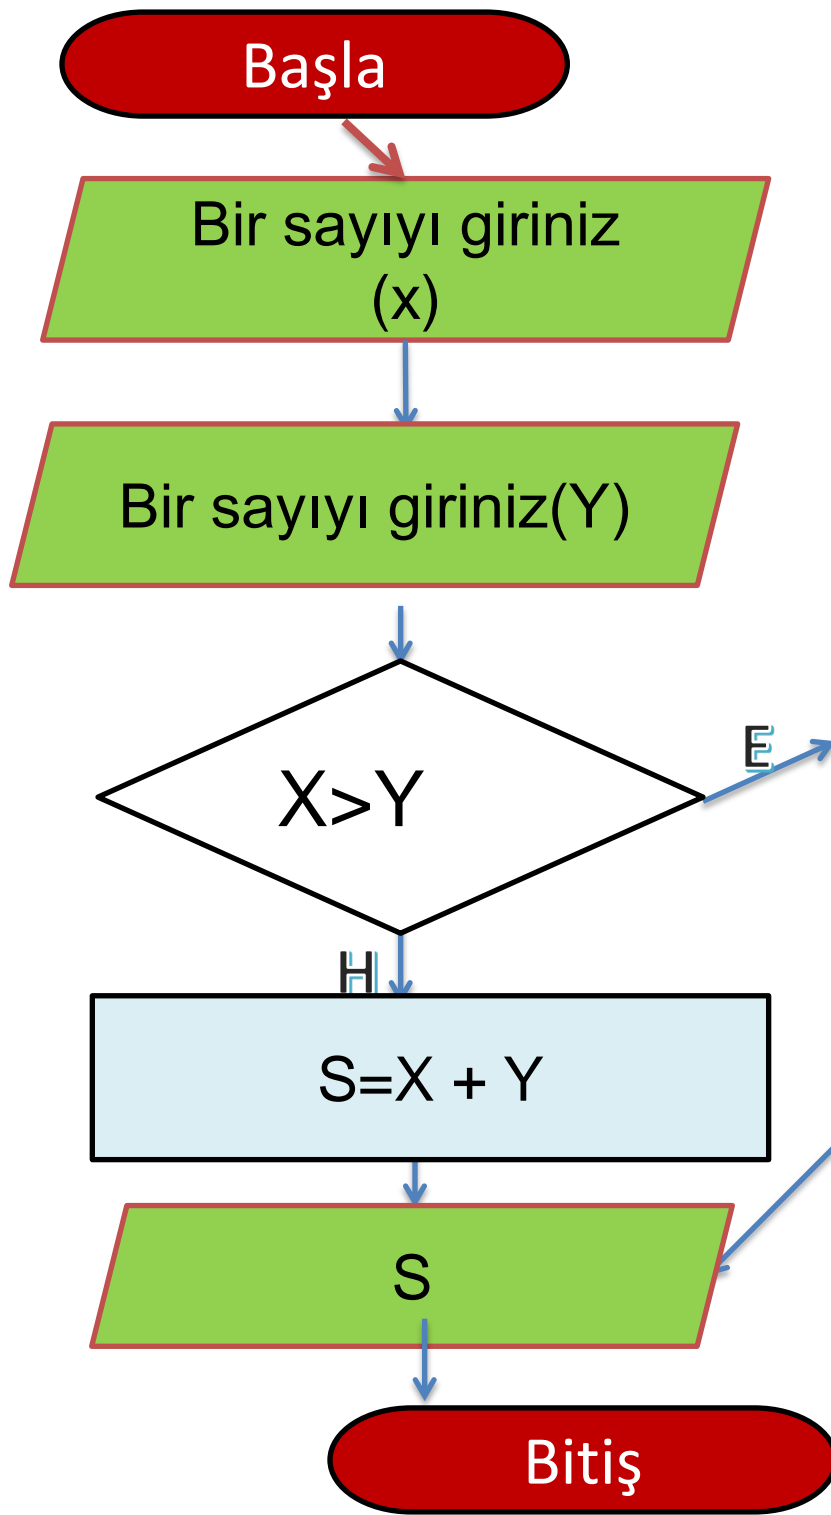 Başla
Bir sayıyı giriniz
(x)
Bir sayıyı giriniz(Y)
X>Y
E
H
S=X + Y
S
Bitiş